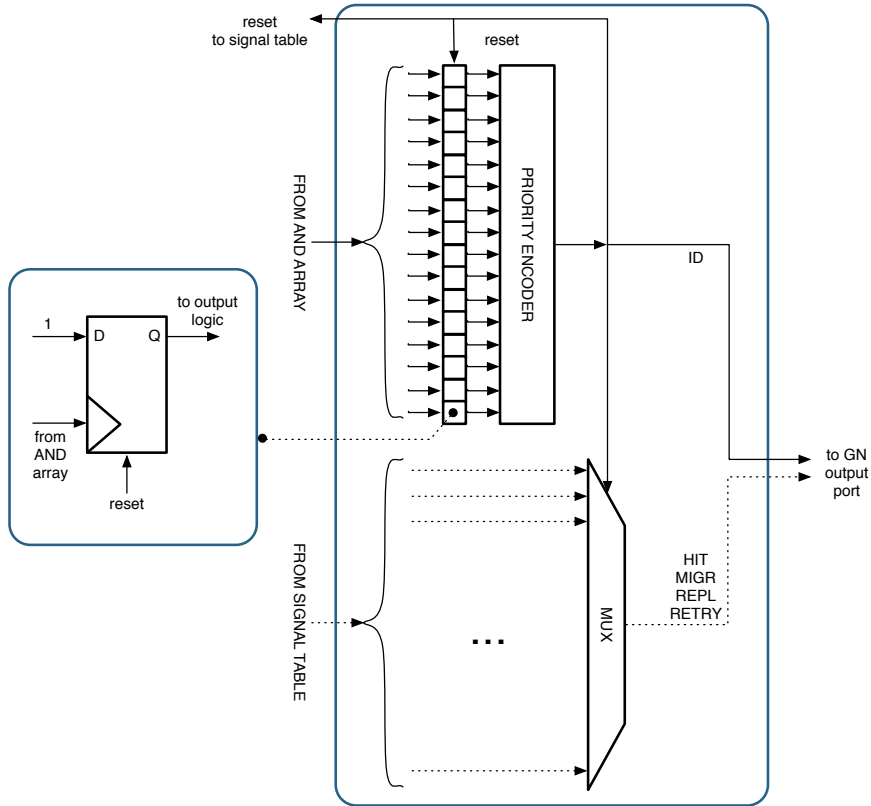 reset
to signal table
reset
FROM AND ARRAY
PRIORITY ENCODER
ID
to output
logic
1
D
Q
from
AND
array
reset
to GN
output
port
FROM SIGNAL TABLE
...
MUX
HIT
MIGR
REPL
RETRY